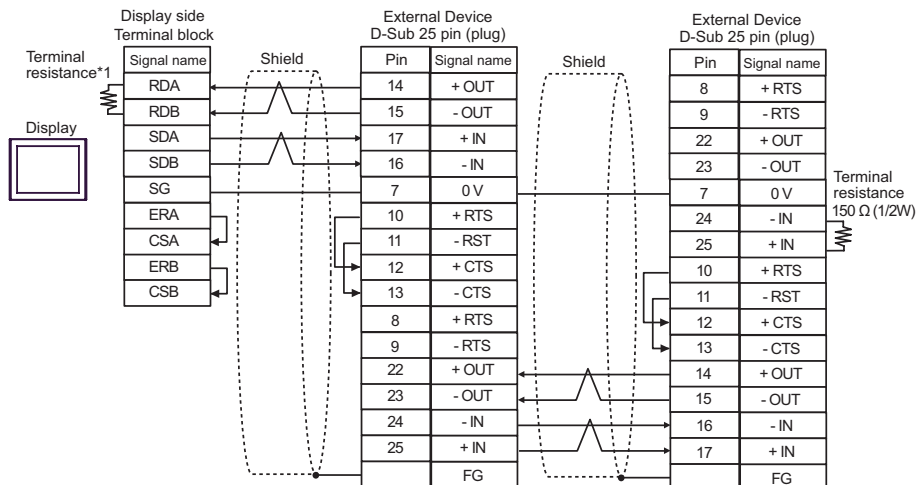 Display side
Terminal block
External Device
D-Sub 25 pin (plug)
External Device
D-Sub 25 pin (plug)
Terminal
resistance*1
Display
Signal name
RDA
RDB
SDA
SDB
SG
ERA
CSA
ERB
CSB
Shield
Pin Signal name
14 + OUT
15 - OUT
17 + IN
16 - IN
7 0 V
10 + RTS
11 - RST
12 + CTS
13 - CTS
8 + RTS
9 - RTS
22 + OUT
23 - OUT
24 - IN
25 + IN
FG
Shield
Pin Signal name
8 + RTS
9 - RTS
22 + OUT
23 - OUT
7 0 V
24 - IN
25 + IN
10 + RTS
11 - RST
12 + CTS
13 - CTS
14 + OUT
15 - OUT
16 - IN
17 + IN
FG
Terminal
resistance
150 Ω (1/2W)